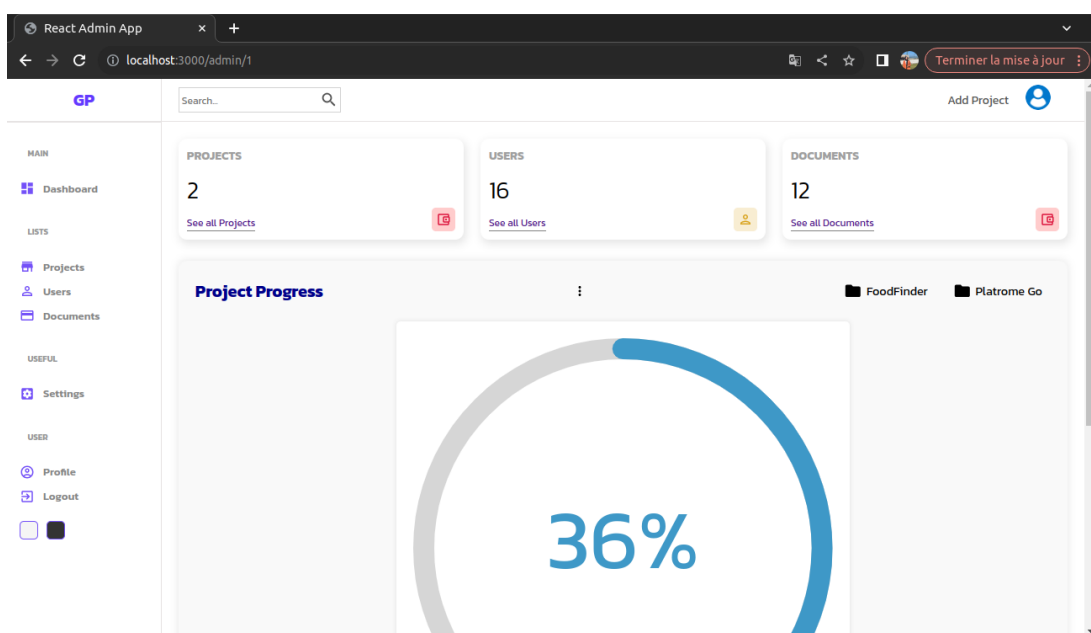 React Admin App
localhost:3000/admin/1
Terminer la mise à jour
GP
Search..
Add Project
MAIN
Dashboard
LISTS
Projects
Users
Documents
USEFUL
Settings
USER
Profile
Logout
PROJECTS
2
See all Projects
USERS
16
See all Users
DOCUMENTS
12
See all Documents
Project Progress
FoodFinder
Platrome Go
36%